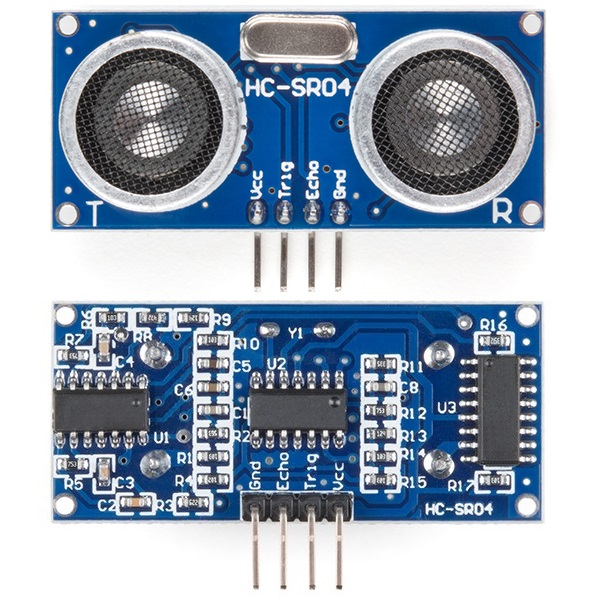 HC-SR04
Vcc
Trig
Echo
Gnd
T
R
R6
R8
R9
R7
C4
R10
Y1
R16
C5
U2
R11
C6
C8
C1
R12
U3
U1
R2
R13
R1
R14
R5
C3
R4
Gnd
Echo
Trig
Vcc
R15
R17
C2
R3
HC-SR04